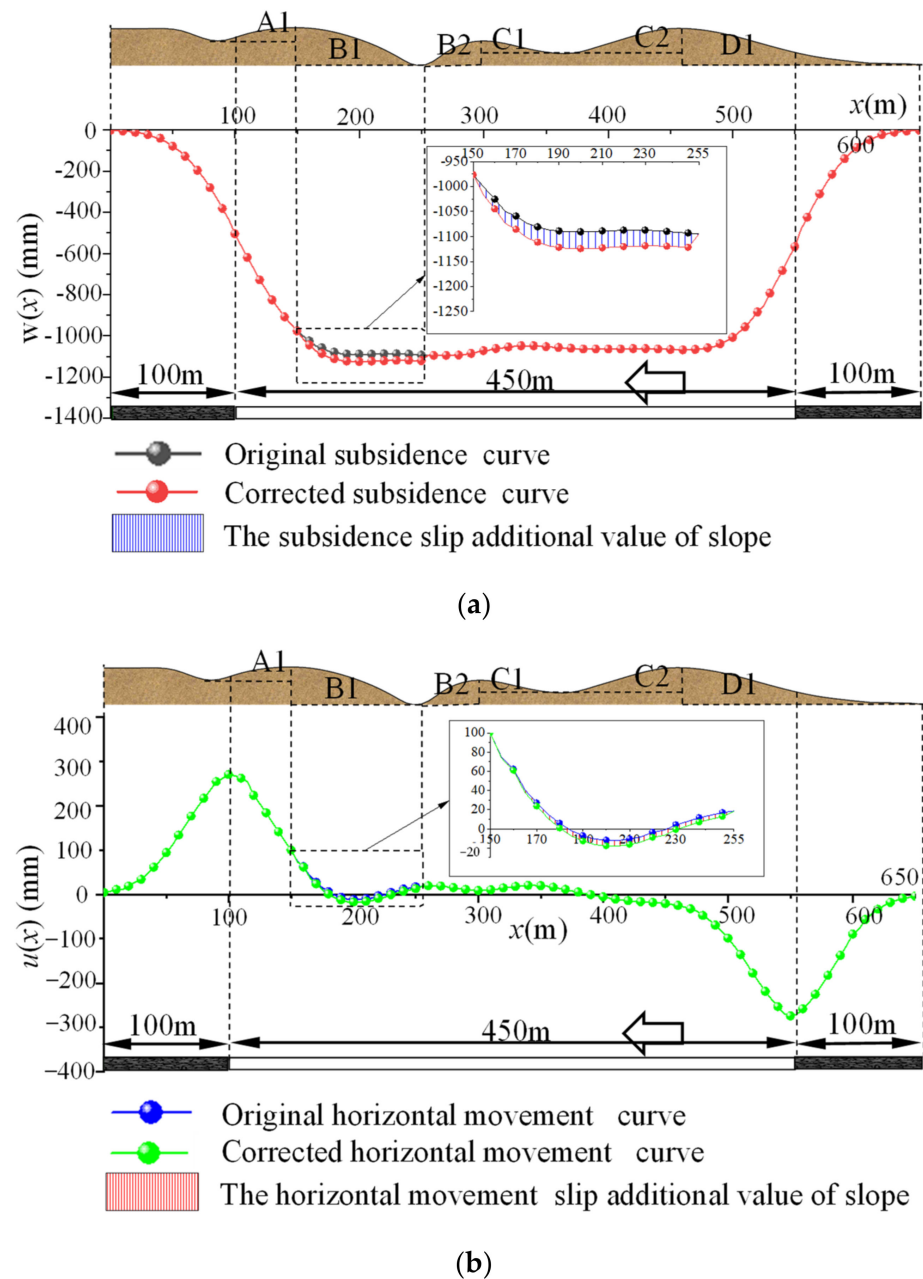 A1
B1
B2
C1
C2
D1
100
200
300
400
500
600
x(m)
0
-200
-400
-600
-800
-1000
-1200
-1400
w(x) (mm)
150 170 190 210 230 255
-950
-1000
-1050
-1100
-1150
-1200
-1250
100m
450m
100m
Original subsidence curve
Corrected subsidence curve
The subsidence slip additional value of slope
(a)
A1
B1
B2
C1
C2
D1
400
300
200
100
0
−100
−200
−300
−400
u(x) (mm)
100
80
60
40
20
0
−20
150 170 190 210 230 255
650
100 200 300 400 500 600
x(m)
100m
450m
100m
Original horizontal movement curve
Corrected horizontal movement curve
The horizontal movement slip additional value of slope
(b)